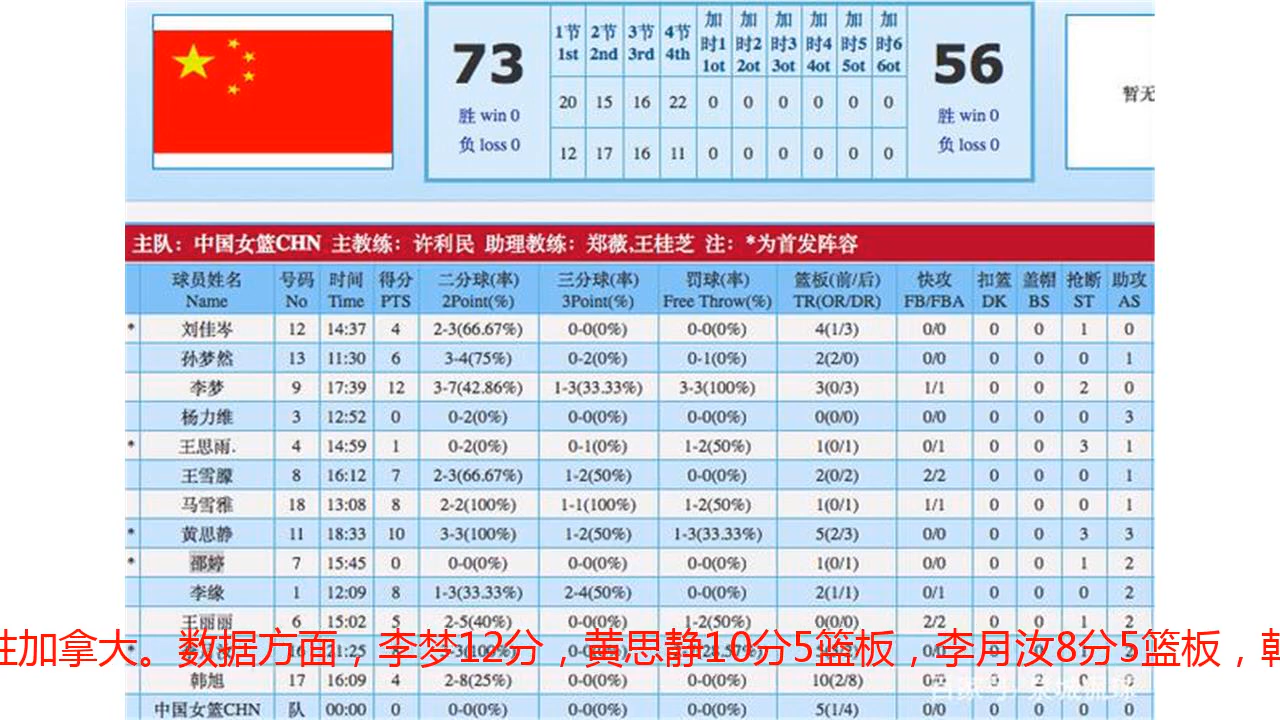 加 加 加 加 加 加
1节 2节 3节 4节 时1 时2 时3 时4 时5 时6
1st 2nd 3rd 4th 1ot 2ot 3ot 4ot 5ot 6ot
73 56
20 15 16 22 0 0 0 0 0 0
胜 win 0 胜 win 0
负 loss 0 负 loss 0
12 17 16 11 0 0 0 0 0 0
暂无
主队：中国女篮CHN 主教练：许利民 助理教练：郑薇,王桂芝 注：*为首发阵容
球员姓名 号码 时间 得分 二分球(率) 三分球(率) 罚球(率) 篮板(前/后) 快攻 扣篮 盖帽 抢断 助攻
Name No Time PTS 2Point(%) 3Point(%) Free Throw(%) TR(OR/DR) FB/FBA DK BS ST AS
* 刘佳岑 12 14:37 4 2-3(66.67%) 0-0(0%) 0-0(0%) 4(1/3) 0/0 0 0 1 0
孙梦然 13 11:30 6 3-4(75%) 0-2(0%) 0-1(0%) 2(2/0) 0/0 0 0 0 1
李梦 9 17:39 12 3-7(42.86%) 1-3(33.33%) 3-3(100%) 3(0/3) 1/1 0 0 2 0
杨力维 3 12:52 0 0-2(0%) 0-0(0%) 0-0(0%) 0(0/0) 0/0 0 0 0 3
* 王思雨. 4 14:59 1 0-2(0%) 0-1(0%) 1-2(50%) 1(0/1) 0/1 0 0 3 1
王雪朦 8 16:12 7 2-3(66.67%) 1-2(50%) 0-0(0%) 2(0/2) 2/2 0 0 0 1
马雪雅 18 13:08 8 2-2(100%) 1-1(100%) 1-2(50%) 1(0/1) 1/1 0 0 0 1
* 黄思静 11 18:33 10 3-3(100%) 1-2(50%) 1-3(33.33%) 5(2/3) 0/0 0 0 3 3
* 邵婷 7 15:45 0 0-0(0%) 0-0(0%) 0-0(0%) 1(0/1) 0/0 0 0 1 2
李缘 1 12:09 8 1-3(33.33%) 2-4(50%) 0-0(0%) 2(1/1) 0/1 0 0 0 2
王丽丽 6 15:02 5 2-5(40%) 0-0(0%) 1-2(50%) 0(0/0) 2/2 0 0 1 2
胜加拿大。数据方面，李梦12分，黄思静10分5篮板，李月汝8分5篮板，韩
韩旭 17 16:09 4 2-8(25%) 0-0(0%) 0-0(0%) 10(2/8) 0 0 0
中国女篮CHN 队 00:00 0 0-0(0%) 0-0(0%) 0-0(0%) 5(1/4) 0/0 0 0 0 0